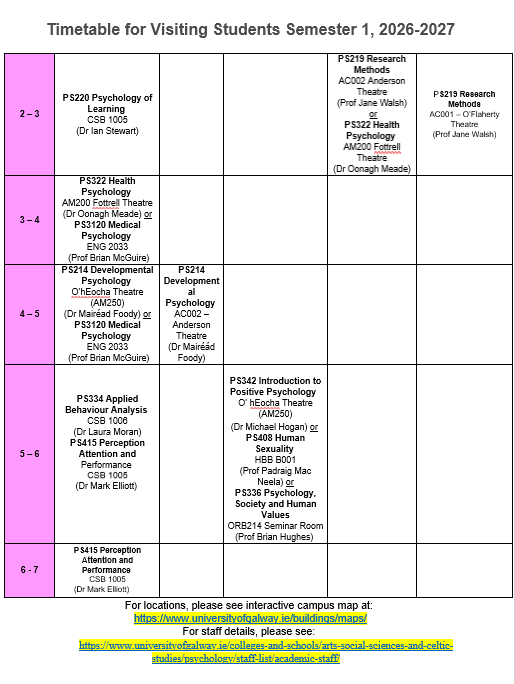 Timetable for Visiting Students Semester 1, 2026-2027
2 – 3
PS220 Psychology of
Learning
CSB 1005
(Dr Ian Stewart)
PS219 Research
Methods
AC002 Anderson
Theatre
(Prof Jane Walsh)
or
PS322 Health
Psychology
AM200 Fottrell
Theatre
(Dr Oonagh Meade)
PS219 Research
Methods
AC001 – O'Flaherty
Theatre
(Prof Jane Walsh)
3 – 4
PS322 Health
Psychology
AM200 Fottrell Theatre
(Dr Oonagh Meade) or
PS3120 Medical
Psychology
ENG 2033
(Prof Brian McGuire)
4 – 5
PS214 Developmental
Psychology
O'hEocha Theatre
(AM250)
(Dr Mairéad Foody) or
PS3120 Medical
Psychology
ENG 2033
(Prof Brian McGuire)
PS214
Development
al
Psychology
AC002 –
Anderson
Theatre
(Dr Mairéád
Foody)
5 – 6
PS334 Applied
Behaviour Analysis
CSB 1006
(Dr Laura Moran)
PS415 Perception
Attention and
Performance
CSB 1005
(Dr Mark Elliott)
PS342 Introduction to
Positive Psychology
O' hEocha Theatre
(AM250)
(Dr Michael Hogan) or
PS408 Human
Sexuality
HBB B001
(Prof Padraig Mac
Neela) or
PS336 Psychology,
Society and Human
Values
ORB214 Seminar Room
(Prof Brian Hughes)
6 - 7
PS415 Perception
Attention and
Performance
CSB 1005
(Dr Mark Elliott)
For locations, please see interactive campus map at:
https://www.universityofgalway.ie/buildings/maps/
For staff details, please see:
https://www.universityofgalway.ie/colleges-and-schools/arts-social-sciences-and-celtic-
studies/psychology/staff-list/academic-staff/